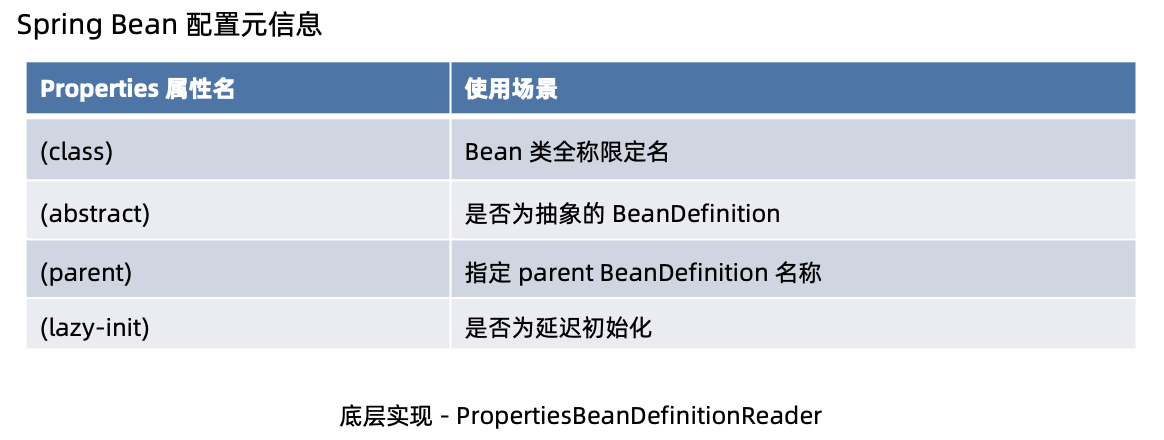 Spring Bean 配置元信息
Properties 属性名 使用场景
(class) Bean 类全称限定名
(abstract) 是否为抽象的 BeanDefinition
(parent) 指定 parent BeanDefinition 名称
(lazy-init) 是否为延迟初始化
底层实现 - PropertiesBeanDefinitionReader